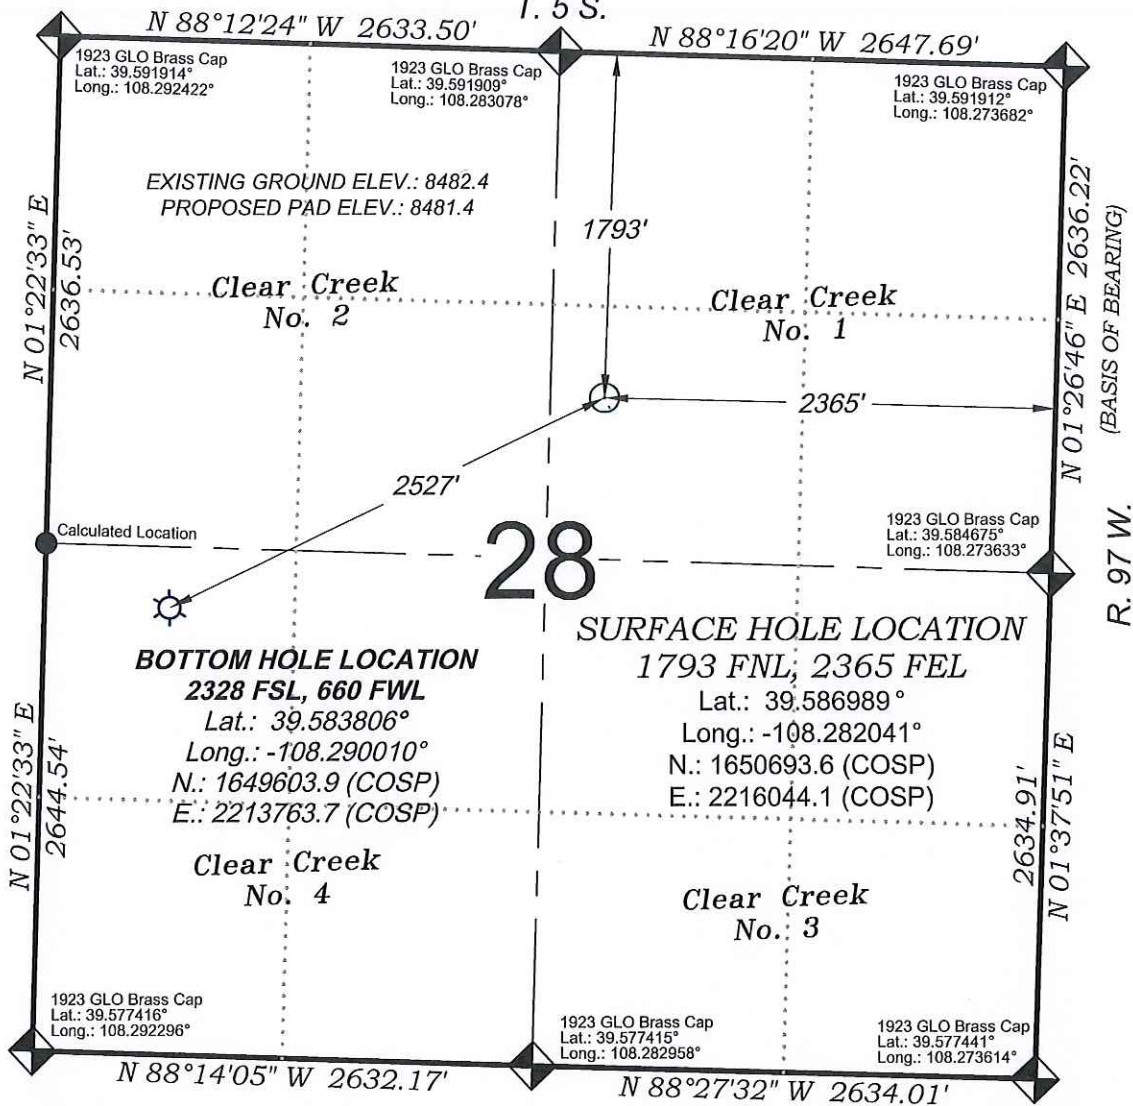 T. 5 S.
N 88°12'24" W 2633.50'
N 88°16'20" W 2647.69'
1923 GLO Brass Cap
Lat.: 39.591914°
Long.: 108.292422°
1923 GLO Brass Cap
Lat.: 39.591909°
Long.: 108.283078°
1923 GLO Brass Cap
Lat.: 39.591912°
Long.: 108.273682°
EXISTING GROUND ELEV.: 8482.4
PROPOSED PAD ELEV.: 8481.4
1793'
N 01°22'33" E
2636.53'
N 01°26'46" E 2636.22'
(BASIS OF BEARING)
Clear Creek
No. 2
Clear Creek
No. 1
2365'
2527'
Calculated Location
28
1923 GLO Brass Cap
Lat.: 39.584675°
Long.: 108.273633°
R. 97 W.
BOTTOM HOLE LOCATION
2328 FSL, 660 FWL
Lat.: 39.583806°
Long.: -108.290010°
N.: 1649603.9 (COSP)
E.: 2213763.7 (COSP)
SURFACE HOLE LOCATION
1793 FNL, 2365 FEL
Lat.: 39.586989°
Long.: -108.282041°
N.: 1650693.6 (COSP)
E.: 2216044.1 (COSP)
N 01°22'33" E
2644.54'
2634.91'
N 01°37'51" E
Clear Creek
No. 4
Clear Creek
No. 3
1923 GLO Brass Cap
Lat.: 39.577416°
Long.: 108.292296°
1923 GLO Brass Cap
Lat.: 39.577415°
Long.: 108.282958°
1923 GLO Brass Cap
Lat.: 39.577441°
Long.: 108.273614°
N 88°14'05" W 2632.17'
N 88°27'32" W 2634.01'